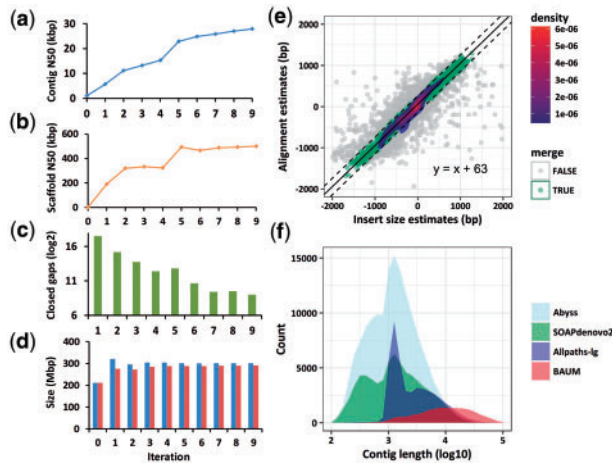 (a)
Contig N50 (kbp)
30
20
10
0
0 1 2 3 4 5 6 7 8 9
(b)
Scaffold N50 (kbp)
600
400
200
0
0 1 2 3 4 5 6 7 8 9
(c)
Closed gaps (log2)
16
11
6
1 2 3 4 5 6 7 8 9
(d)
Size (Mbp)
400
300
200
100
0
0 1 2 3 4 5 6 7 8 9
Iteration
(e)
Alignment estimates (bp)
2000
1000
0
-1000
-2000
y = x + 63
-2000 -1000 0 1000 2000
Insert size estimates (bp)
density
6e-06
5e-06
4e-06
3e-06
2e-06
1e-06
merge
FALSE
TRUE
(f)
Count
15000
10000
5000
0
2 3 4 5
Contig length (log10)
Abyss
SOAPdenovo2
Allpaths-lg
BAUM